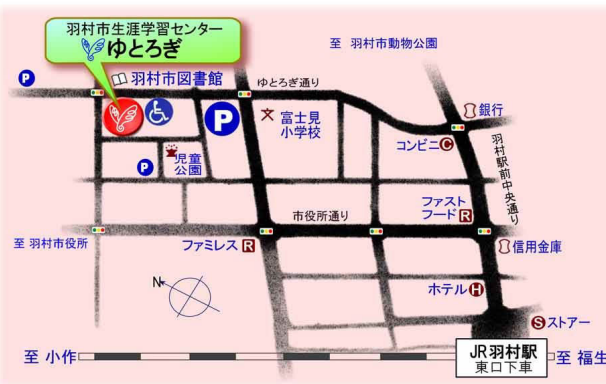 羽村市生涯学習センター
ゆとろぎ
至 羽村市動物公園
P
羽村市図書館
ゆとろぎ通り
P
文
富士見
小学校
銀行
コンビニ C
羽村駅前中央通り
児童
公園
P
市役所通り
ファスト
フード R
至 羽村市役所
ファミレス R
信用金庫
N
ホテル H
S ストアー
至 小作
JR羽村駅
東口下車
至 福生